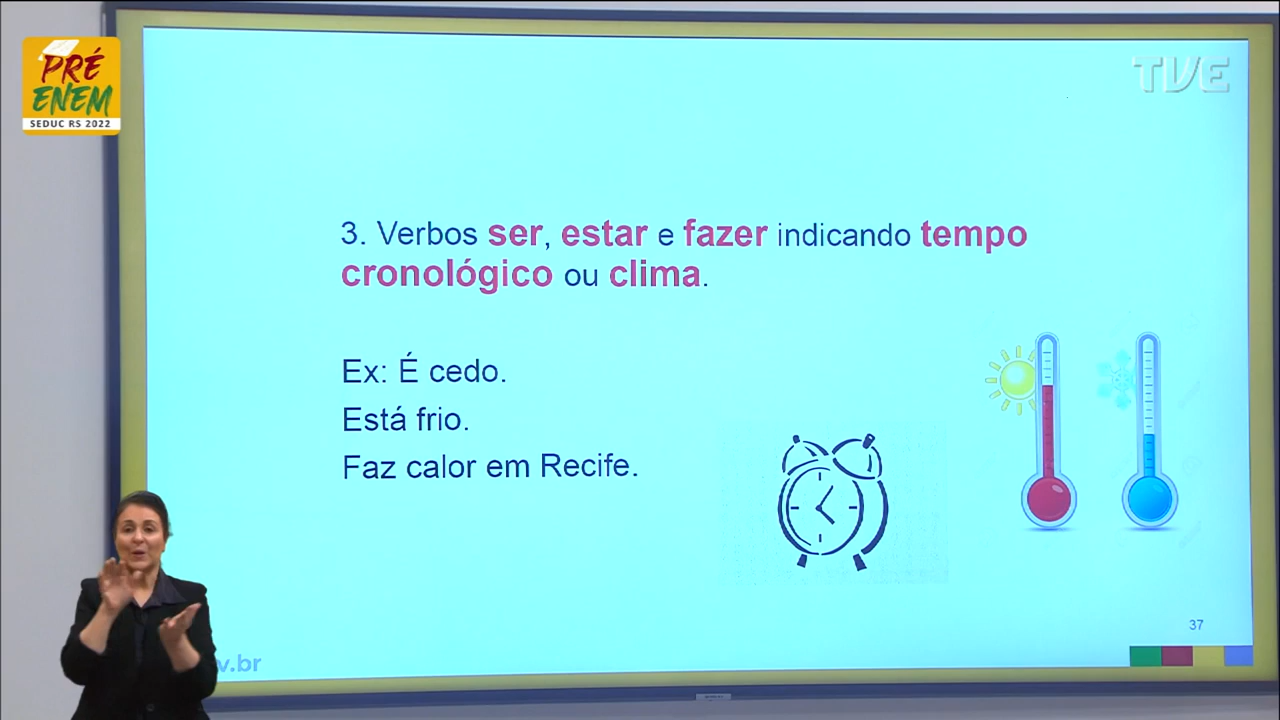 PRÉ
ENEM
SEDUC RS 2022
TVE
3. Verbos ser, estar e fazer indicando tempo
cronológico ou clima.
Ex: É cedo.
Está frio.
Faz calor em Recife.
37
v.br